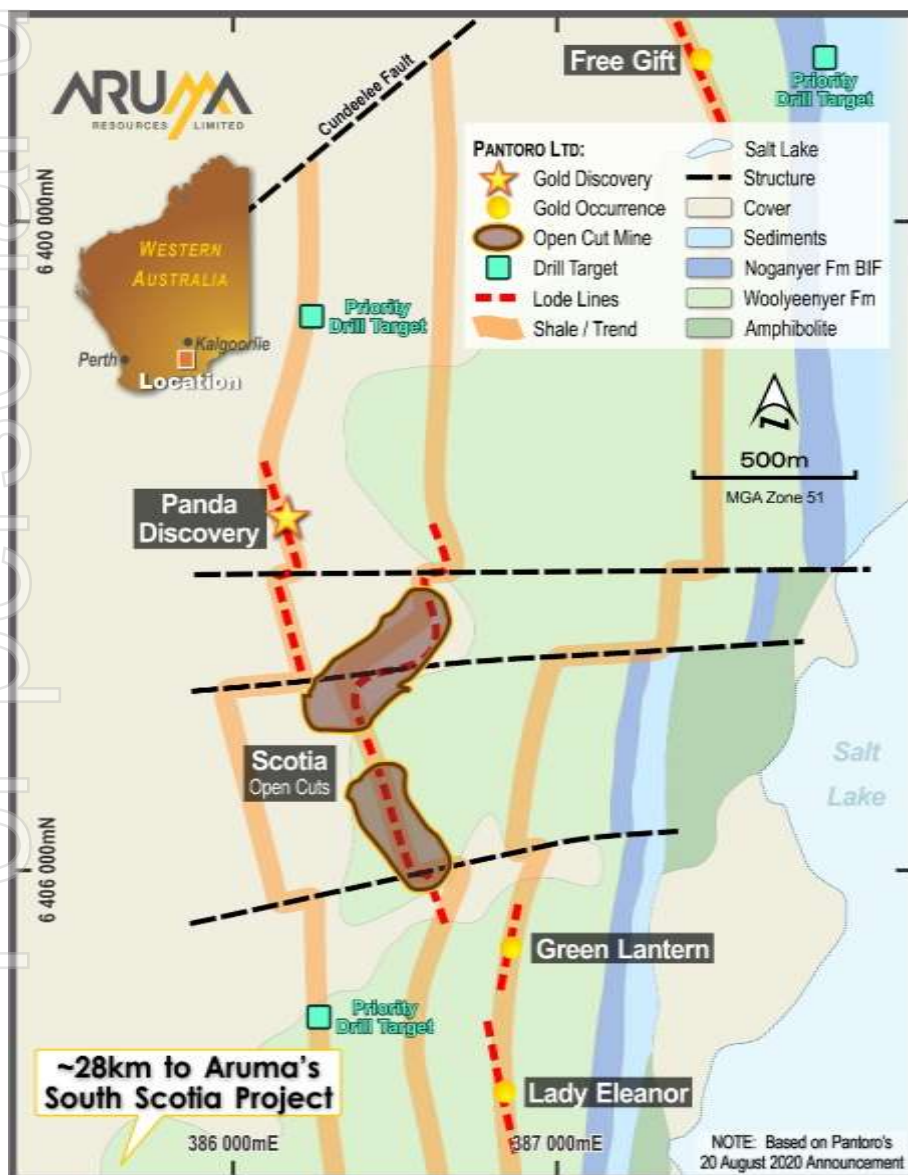 ARUMA
RESOURCES LIMITED
Cundeelee Fault
Free Gift
Priority
Drill Target
PANTORO LTD:
Gold Discovery
Gold Occurrence
Open Cut Mine
Drill Target
Lode Lines
Shale / Trend
Salt Lake
Structure
Cover
Sediments
Noganyer Fm BIF
Woolyeenyer Fm
Amphibolite
6 400 000mN
WESTERN
AUSTRALIA
Perth
Kalgoorlie
Location
Priority
Drill Target
N
500m
MGA Zone 51
Panda
Discovery
Scotia
Open Cuts
Salt
Lake
6 406 000mN
Green Lantern
Priority
Drill Target
Lady Eleanor
~28km to Aruma's
South Scotia Project
386 000mE
387 000mE
NOTE: Based on Pantoro's
20 August 2020 Announcement